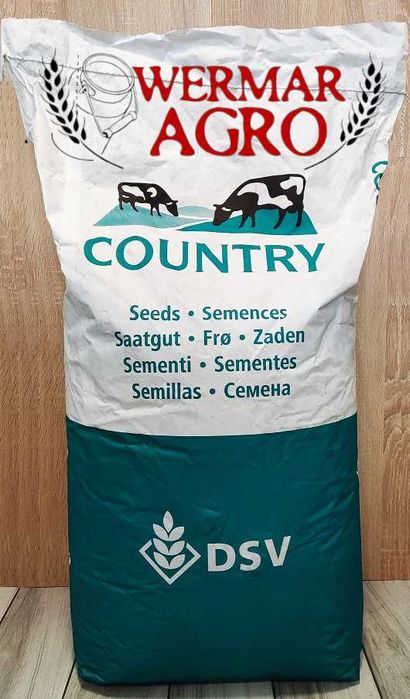 WERMAR
AGRO
COUNTRY
Seeds • Semences
Saatgut • Frø • Zaden
Sementi • Sementes
Semillas • Семена
DSV